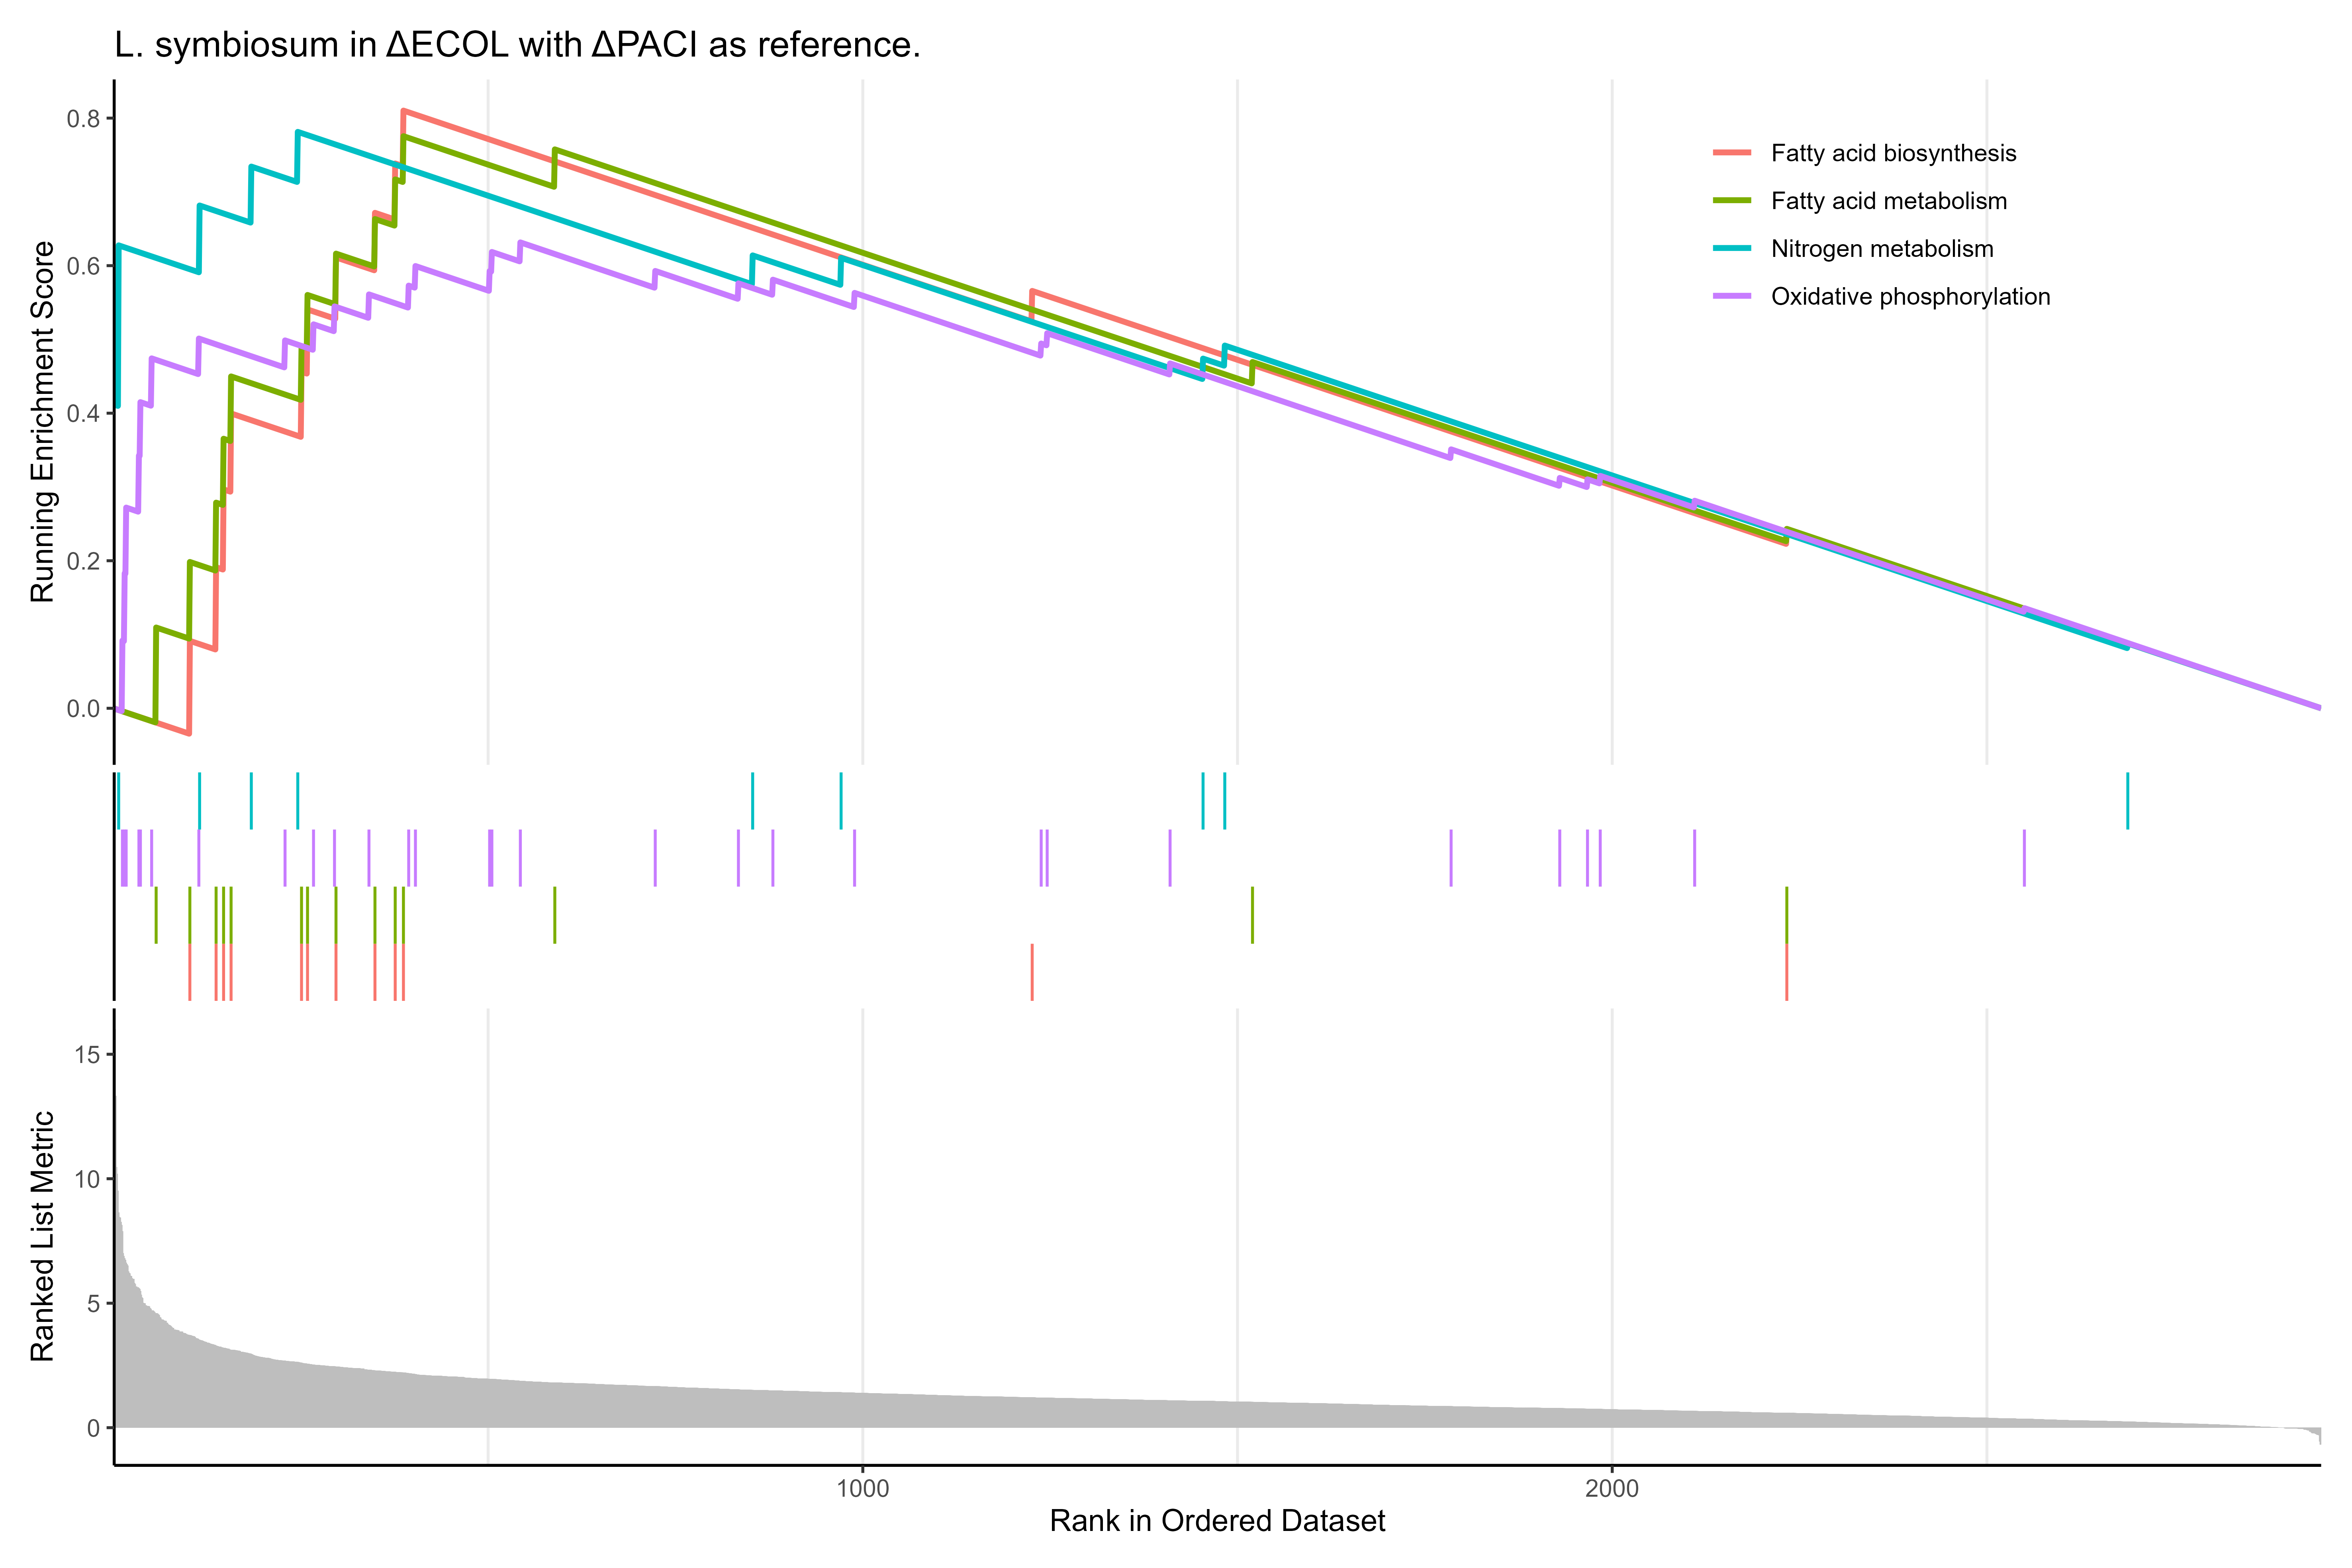 L. symbiosum in ΔECOL with ΔPACI as reference.
Running Enrichment Score
0.8
0.6
0.4
0.2
0.0
Fatty acid biosynthesis
Fatty acid metabolism
Nitrogen metabolism
Oxidative phosphorylation
Ranked List Metric
15
10
5
0
1000
2000
Rank in Ordered Dataset